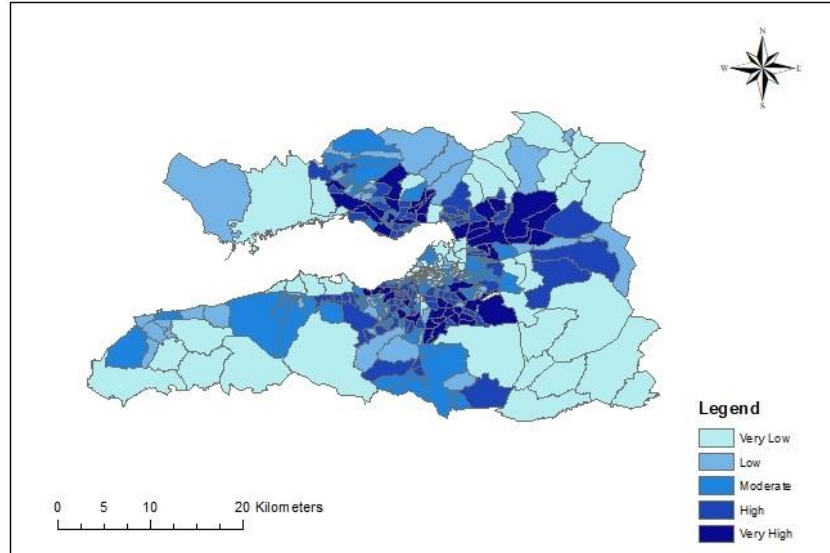 N
W E
S
Legend
Very Low
Low
Moderate
High
Very High
0 5 10 20 Kilometers